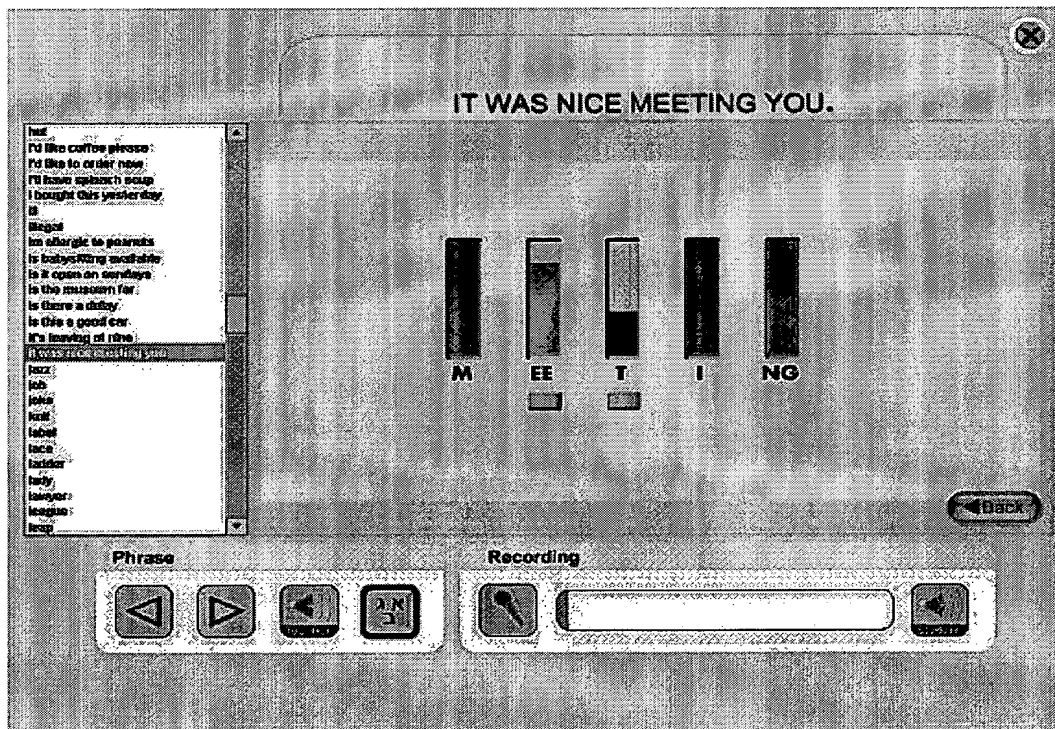 IT WAS NICE MEETING YOU.
hut
I'd like coffee please
I'd like to order now
I'll have spinach soup
I bought this yesterday
ill
illegal
im allergic to peanuts
is babysitting available
is it open on sundays
is the museum far
is there a delay
is this a good car
it's leaving at nine
it was nice meeting you
jazz
job
joke
knit
label
lace
ladder
lady
lawyer
league
leap
M EE T I NG
Back
Phrase
Recording
א ג
ב